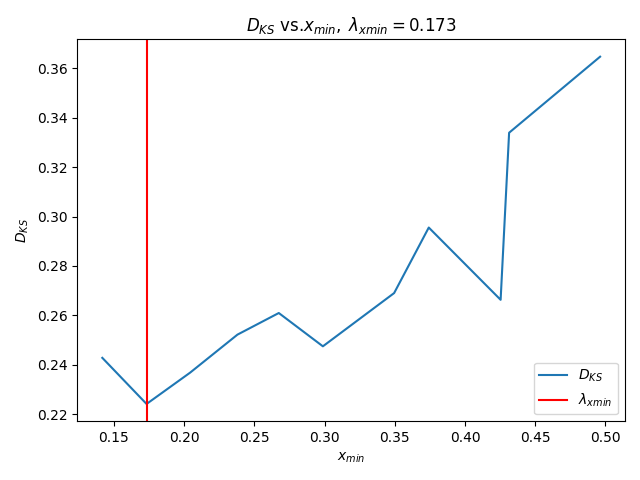 D_KS vs.x_min, λ_xmin = 0.173
0.36
0.34
0.32
0.30
0.28
0.26
0.24
0.22
D_KS
0.15 0.20 0.25 0.30 0.35 0.40 0.45 0.50
x_min
D_KS
λ_xmin